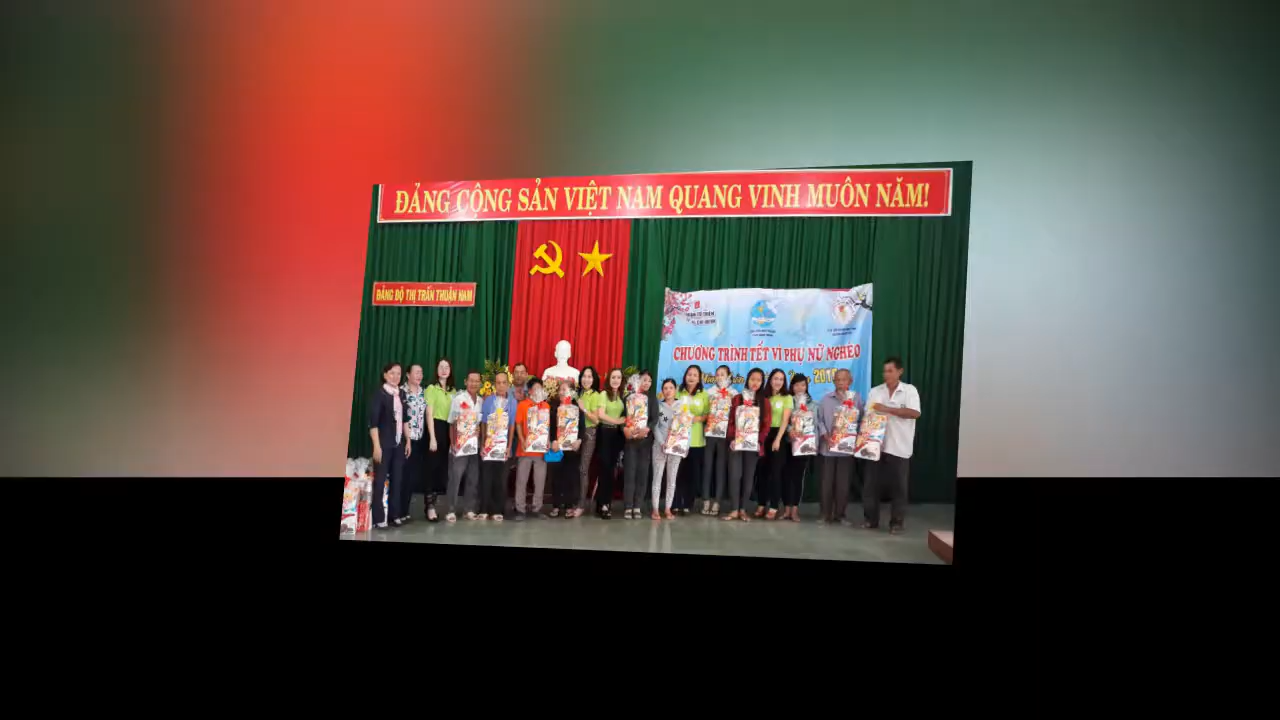 ĐẢNG CỘNG SẢN VIỆT NAM QUANG VINH MUÔN NĂM!
ĐẢNG BỘ THỊ TRẤN THUẬN NAM
CHƯƠNG TRÌNH TẾT VÌ PHỤ NỮ NGHÈO